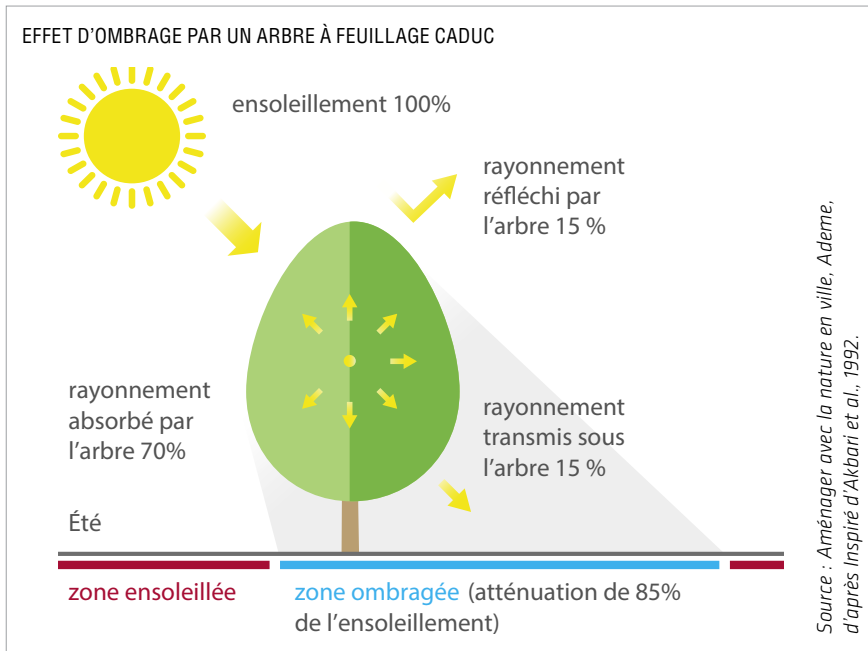 EFFET D'OMBRAGE PAR UN ARBRE À FEUILLAGE CADUC
ensoleillement 100%
rayonnement
réfléchi par
l'arbre 15 %
rayonnement
absorbé par
l'arbre 70%
rayonnement
transmis sous
l'arbre 15 %
Été
zone ensoleillée
zone ombragée (atténuation de 85%
de l'ensoleillement)
Source : Aménager avec la nature en ville, Ademe,
d'après Inspiré d'Akbari et al., 1992.